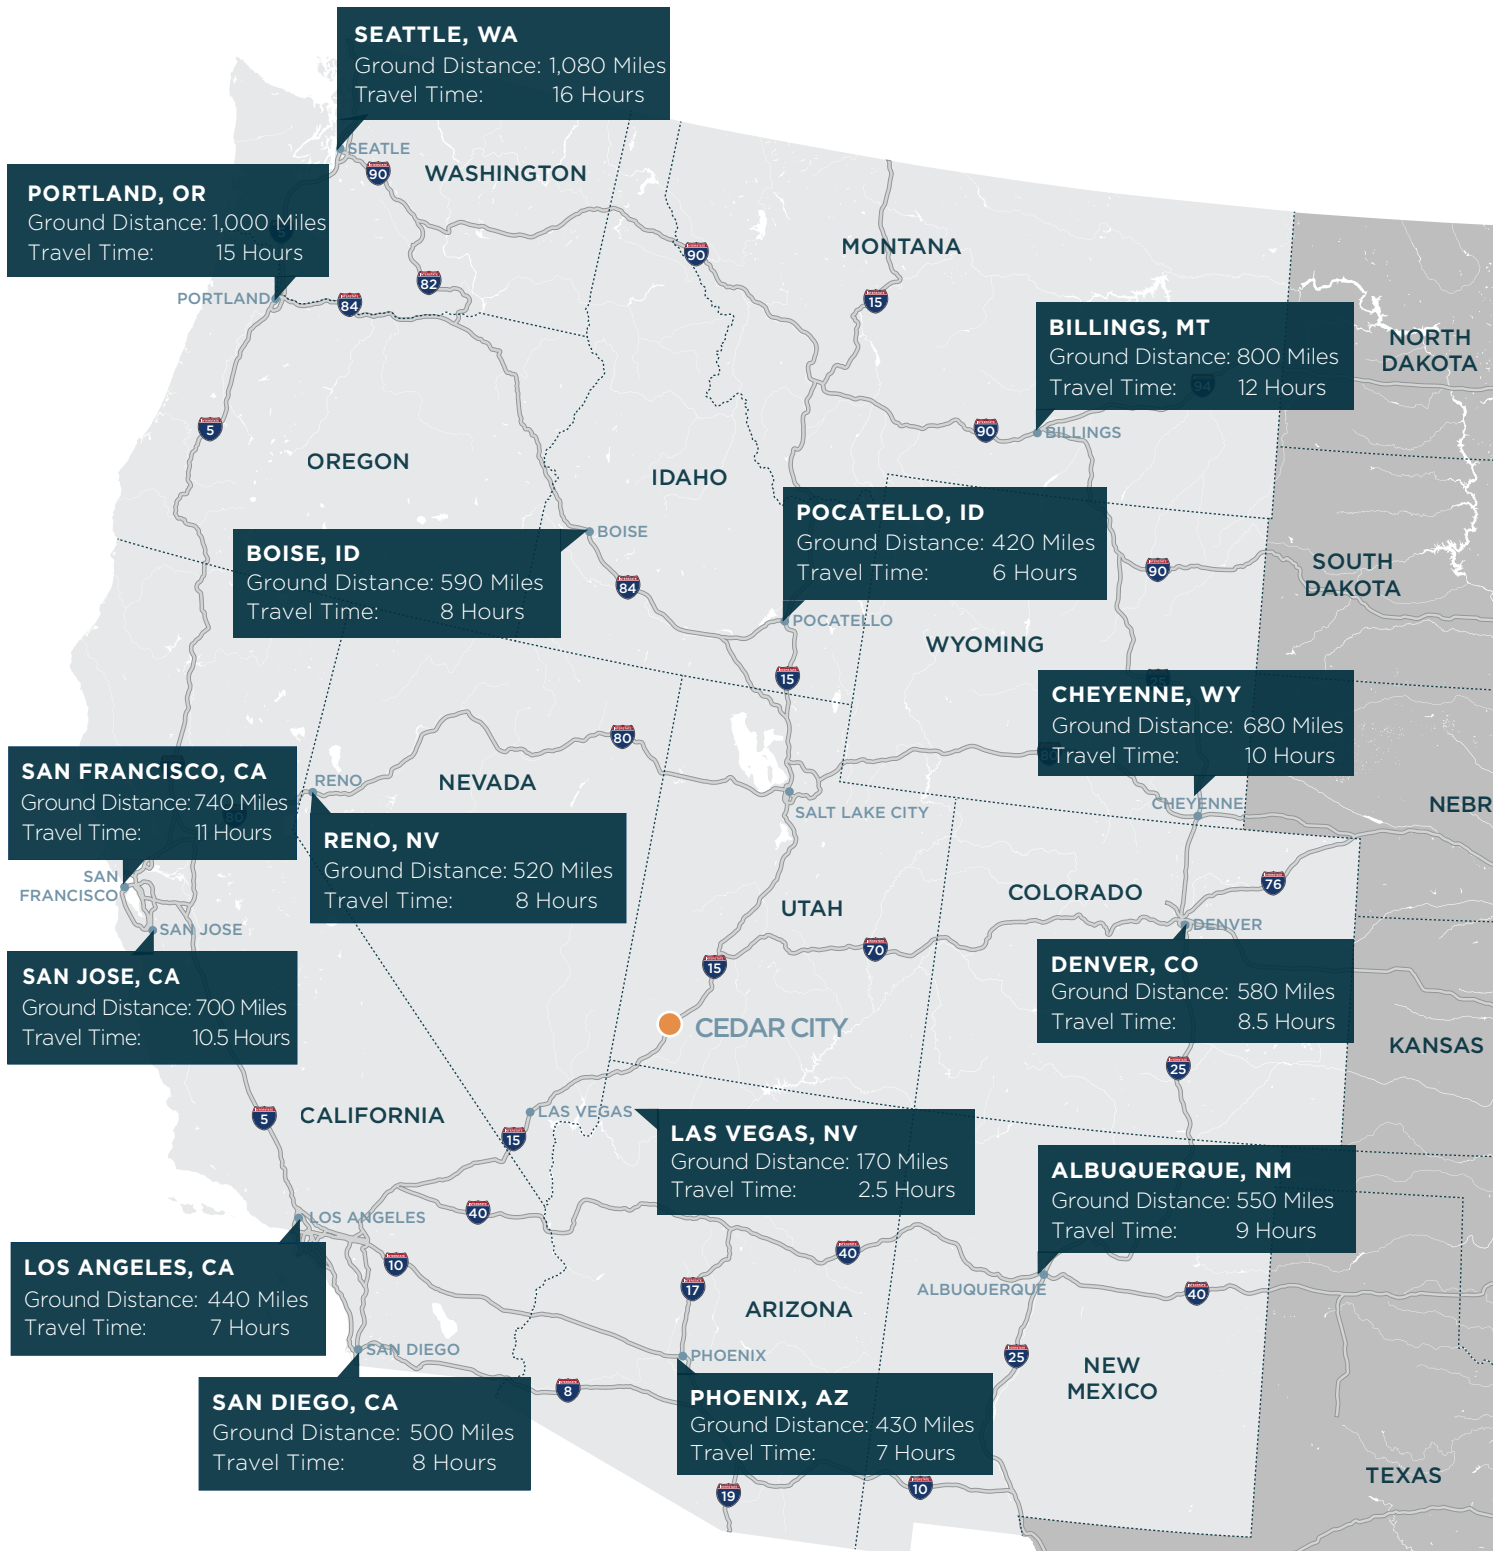 SEATTLE, WA
Ground Distance: 1,080 Miles
Travel Time: 16 Hours
SEATLE
90
WASHINGTON
PORTLAND, OR
Ground Distance: 1,000 Miles
Travel Time: 15 Hours
5
90
MONTANA
82
15
PORTLAND
84
BILLINGS, MT
Ground Distance: 800 Miles
Travel Time: 12 Hours
94
NORTH
DAKOTA
5
90
BILLINGS
OREGON
IDAHO
POCATELLO, ID
Ground Distance: 420 Miles
Travel Time: 6 Hours
BOISE
BOISE, ID
Ground Distance: 590 Miles
Travel Time: 8 Hours
84
90
SOUTH
DAKOTA
POCATELLO
WYOMING
15
25
CHEYENNE, WY
Ground Distance: 680 Miles
Travel Time: 10 Hours
80
80
SAN FRANCISCO, CA
Ground Distance: 740 Miles
Travel Time: 11 Hours
80
RENO
NEVADA
SALT LAKE CITY
CHEYENNE
NEBR
RENO, NV
Ground Distance: 520 Miles
Travel Time: 8 Hours
SAN
FRANCISCO
76
COLORADO
UTAH
SAN JOSE
DENVER
70
15
SAN JOSE, CA
Ground Distance: 700 Miles
Travel Time: 10.5 Hours
DENVER, CO
Ground Distance: 580 Miles
Travel Time: 8.5 Hours
CEDAR CITY
KANSAS
25
5
CALIFORNIA
LAS VEGAS
15
LAS VEGAS, NV
Ground Distance: 170 Miles
Travel Time: 2.5 Hours
ALBUQUERQUE, NM
Ground Distance: 550 Miles
Travel Time: 9 Hours
40
LOS ANGELES
LOS ANGELES, CA
Ground Distance: 440 Miles
Travel Time: 7 Hours
10
40
17
ALBUQUERQUE
40
ARIZONA
SAN DIEGO
PHOENIX
25
NEW
MEXICO
SAN DIEGO, CA
Ground Distance: 500 Miles
Travel Time: 8 Hours
8
PHOENIX, AZ
Ground Distance: 430 Miles
Travel Time: 7 Hours
19
10
TEXAS